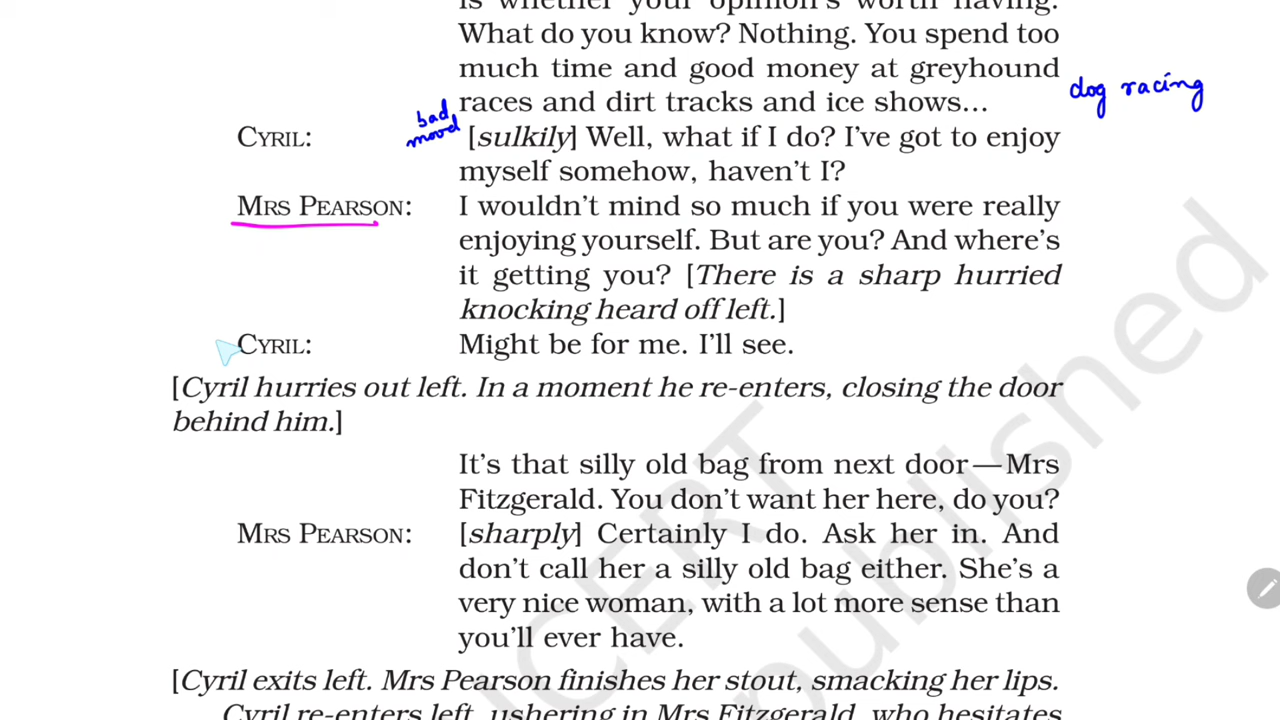 is whether your opinion's worth having.
What do you know? Nothing. You spend too
much time and good money at greyhound
dog racing
races and dirt tracks and ice shows...
bad
mood
CYRIL: [sulkily] Well, what if I do? I've got to enjoy
myself somehow, haven't I?
MRS PEARSON: I wouldn't mind so much if you were really
enjoying yourself. But are you? And where's
it getting you? [There is a sharp hurried
knocking heard off left.]
CYRIL: Might be for me. I'll see.
[Cyril hurries out left. In a moment he re-enters, closing the door
behind him.]
It's that silly old bag from next door—Mrs
Fitzgerald. You don't want her here, do you?
MRS PEARSON: [sharply] Certainly I do. Ask her in. And
don't call her a silly old bag either. She's a
very nice woman, with a lot more sense than
you'll ever have.
[Cyril exits left. Mrs Pearson finishes her stout, smacking her lips.
Cyril re-enters left, ushering in Mrs Fitzgerald, who hesitates
NCERT
published